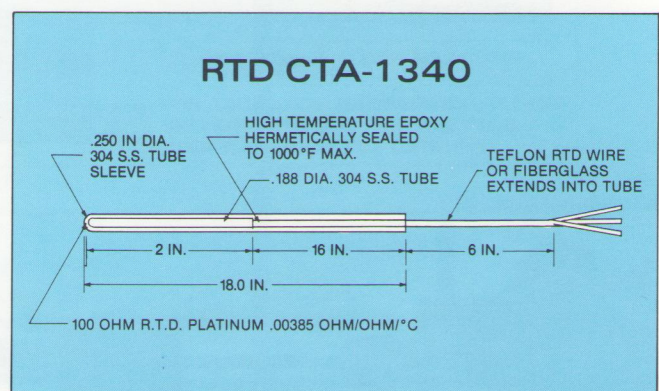 RTD CTA-1340
.250 IN DIA.
304 S.S. TUBE
SLEEVE
HIGH TEMPERATURE EPOXY
HERMETICALLY SEALED
TO 1000°F MAX.
.188 DIA. 304 S.S. TUBE
TEFLON RTD WIRE
OR FIBERGLASS
EXTENDS INTO TUBE
2 IN.
16 IN.
6 IN.
18.0 IN.
100 OHM R.T.D. PLATINUM .00385 OHM/OHM/°C